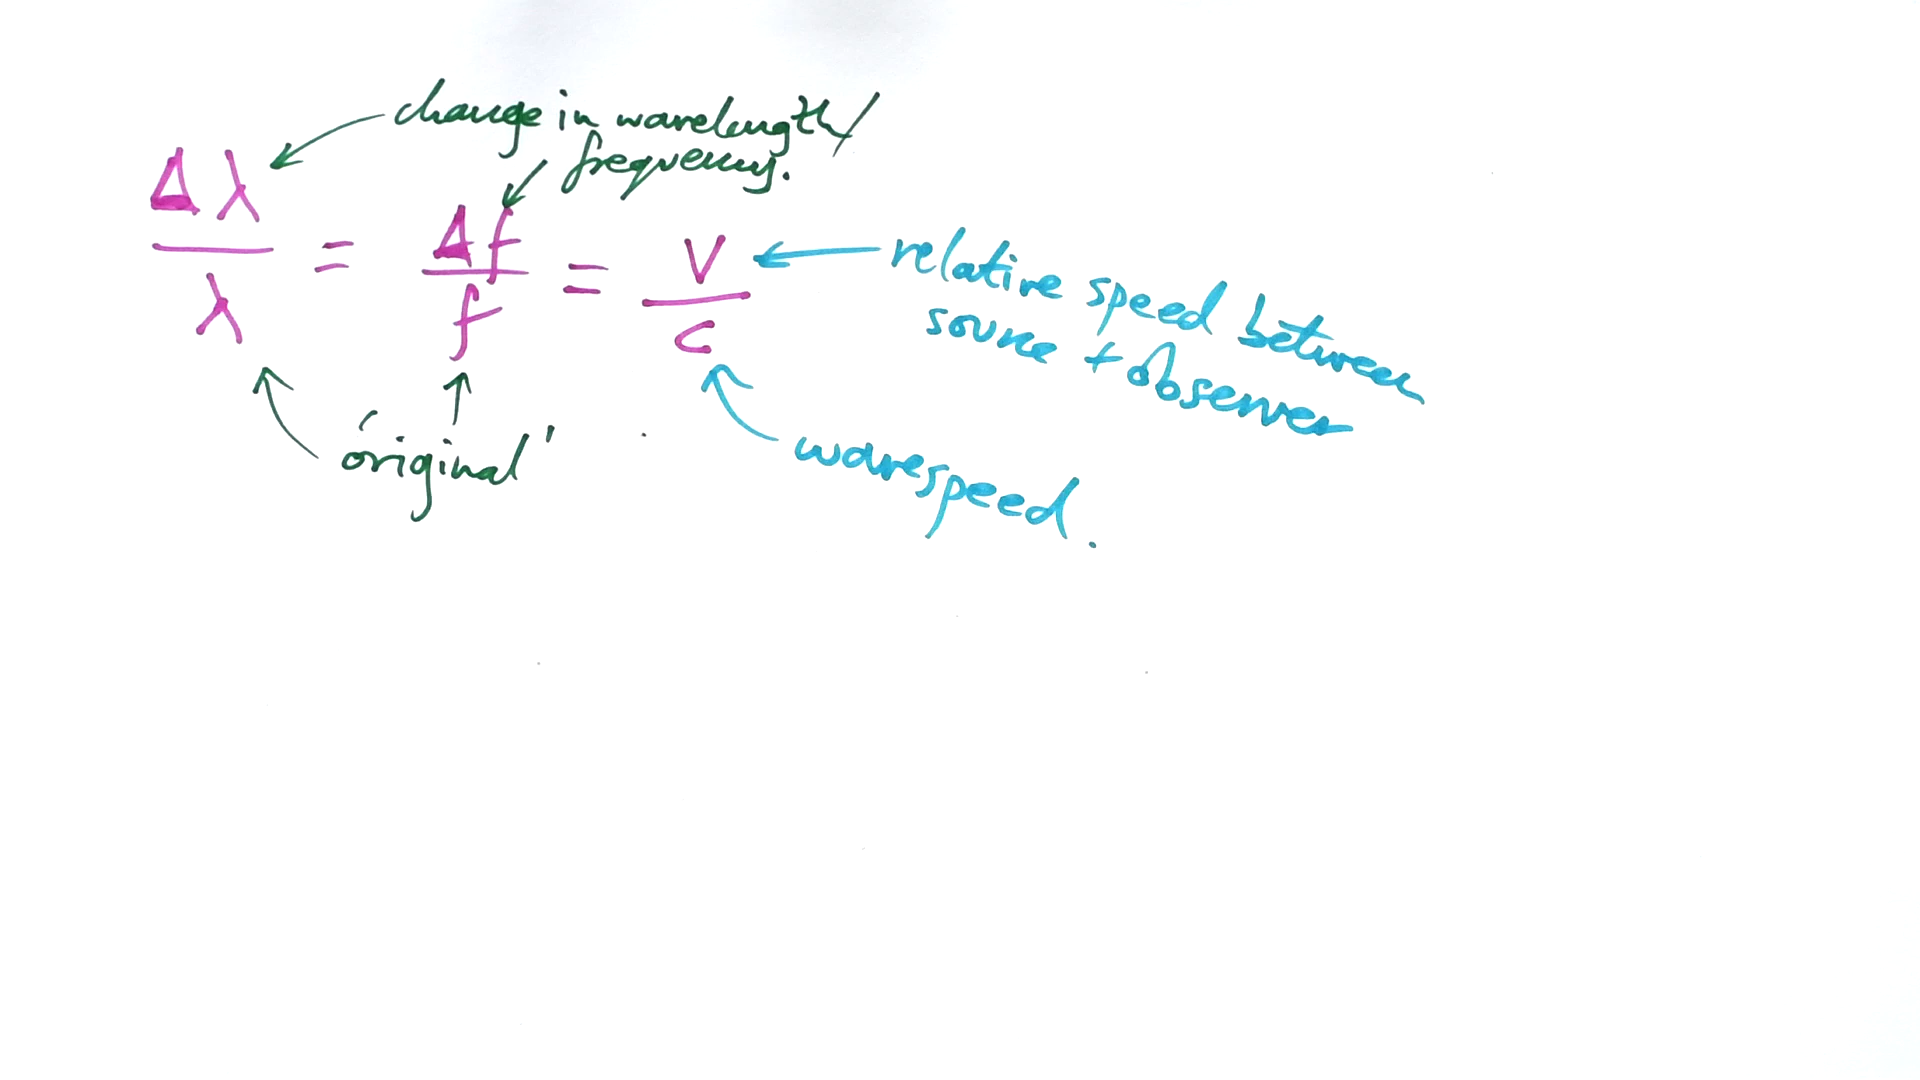 change in wavelength/
frequency.
Δλ/λ = Δf/f = v/c
relative speed between
source + observer
'original'
wavespeed.